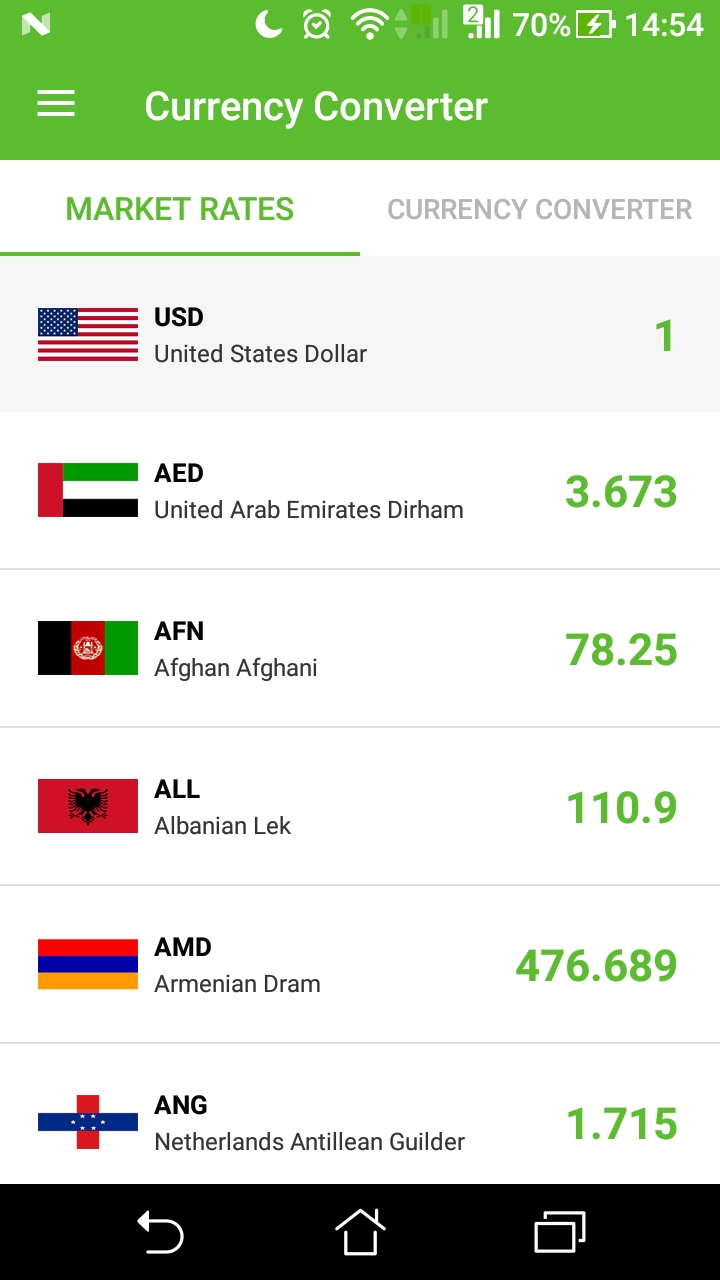 1 2 70% 14:54
Currency Converter
MARKET RATES CURRENCY CONVERTER
USD
United States Dollar
1
AED
United Arab Emirates Dirham
3.673
AFN
Afghan Afghani
78.25
ALL
Albanian Lek
110.9
AMD
Armenian Dram
476.689
ANG
Netherlands Antillean Guilder
1.715